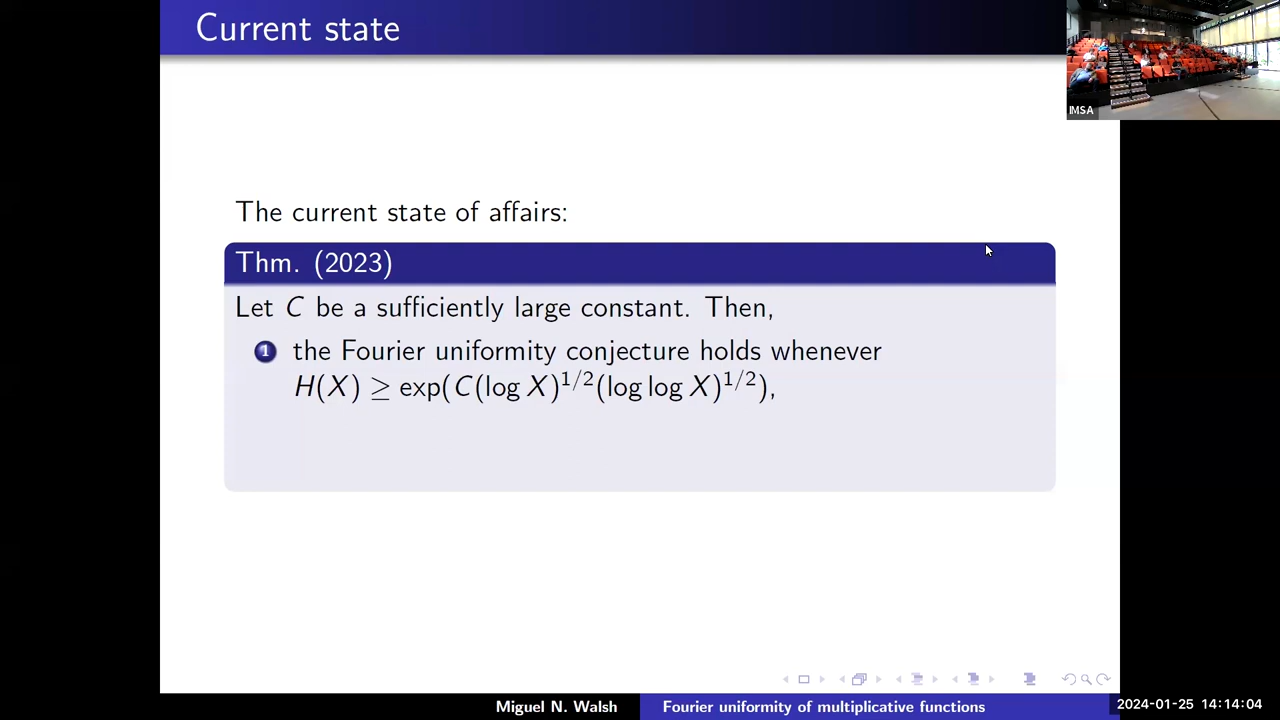 Current state
IMSA
The current state of affairs:
Thm. (2023)
Let C be a sufficiently large constant. Then,
1 the Fourier uniformity conjecture holds whenever
H(X) ≥ exp(C(log X)^{1/2}(log log X)^{1/2}),
Miguel N. Walsh Fourier uniformity of multiplicative functions 2024-01-25 14:14:04